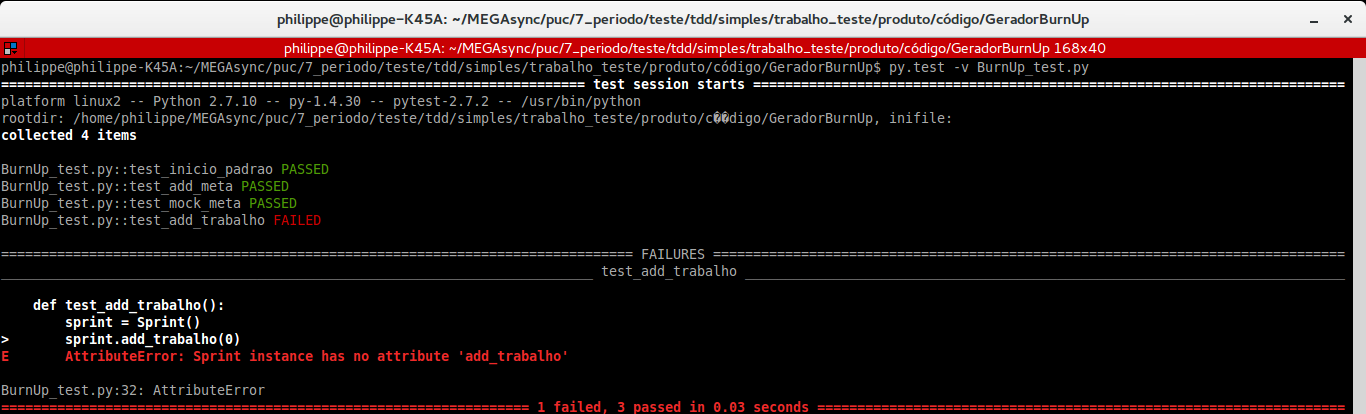 philippe@philippe-K45A: ~/MEGAsync/puc/7_periodo/teste/tdd/simples/trabalho_teste/produto/código/GeradorBurnUp
philippe@philippe-K45A: ~/MEGAsync/puc/7_periodo/teste/tdd/simples/trabalho_teste/produto/código/GeradorBurnUp 168x40
philippe@philippe-K45A:~/MEGAsync/puc/7_periodo/teste/tdd/simples/trabalho_teste/produto/código/GeradorBurnUp$ py.test -v BurnUp_test.py
========================================================================= test session starts ==========================================================================
platform linux2 -- Python 2.7.10 -- py-1.4.30 -- pytest-2.7.2 -- /usr/bin/python
rootdir: /home/philippe/MEGAsync/puc/7_periodo/teste/tdd/simples/trabalho_teste/produto/c��digo/GeradorBurnUp, inifile:
collected 4 items
BurnUp_test.py::test_inicio_padrao PASSED
BurnUp_test.py::test_add_meta PASSED
BurnUp_test.py::test_mock_meta PASSED
BurnUp_test.py::test_add_trabalho FAILED
=============================================================================== FAILURES ===============================================================================
__________________________________________________________________________ test_add_trabalho ___________________________________________________________________________
def test_add_trabalho():
sprint = Sprint()
> sprint.add_trabalho(0)
E AttributeError: Sprint instance has no attribute 'add_trabalho'
BurnUp_test.py:32: AttributeError
================================================================== 1 failed, 3 passed in 0.03 seconds ==================================================================